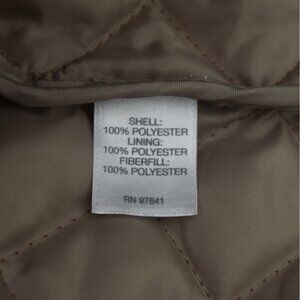 SHELL:
100% POLYESTER
LINING:
100% POLYESTER
FIBERFILL:
100% POLYESTER
RN 97641